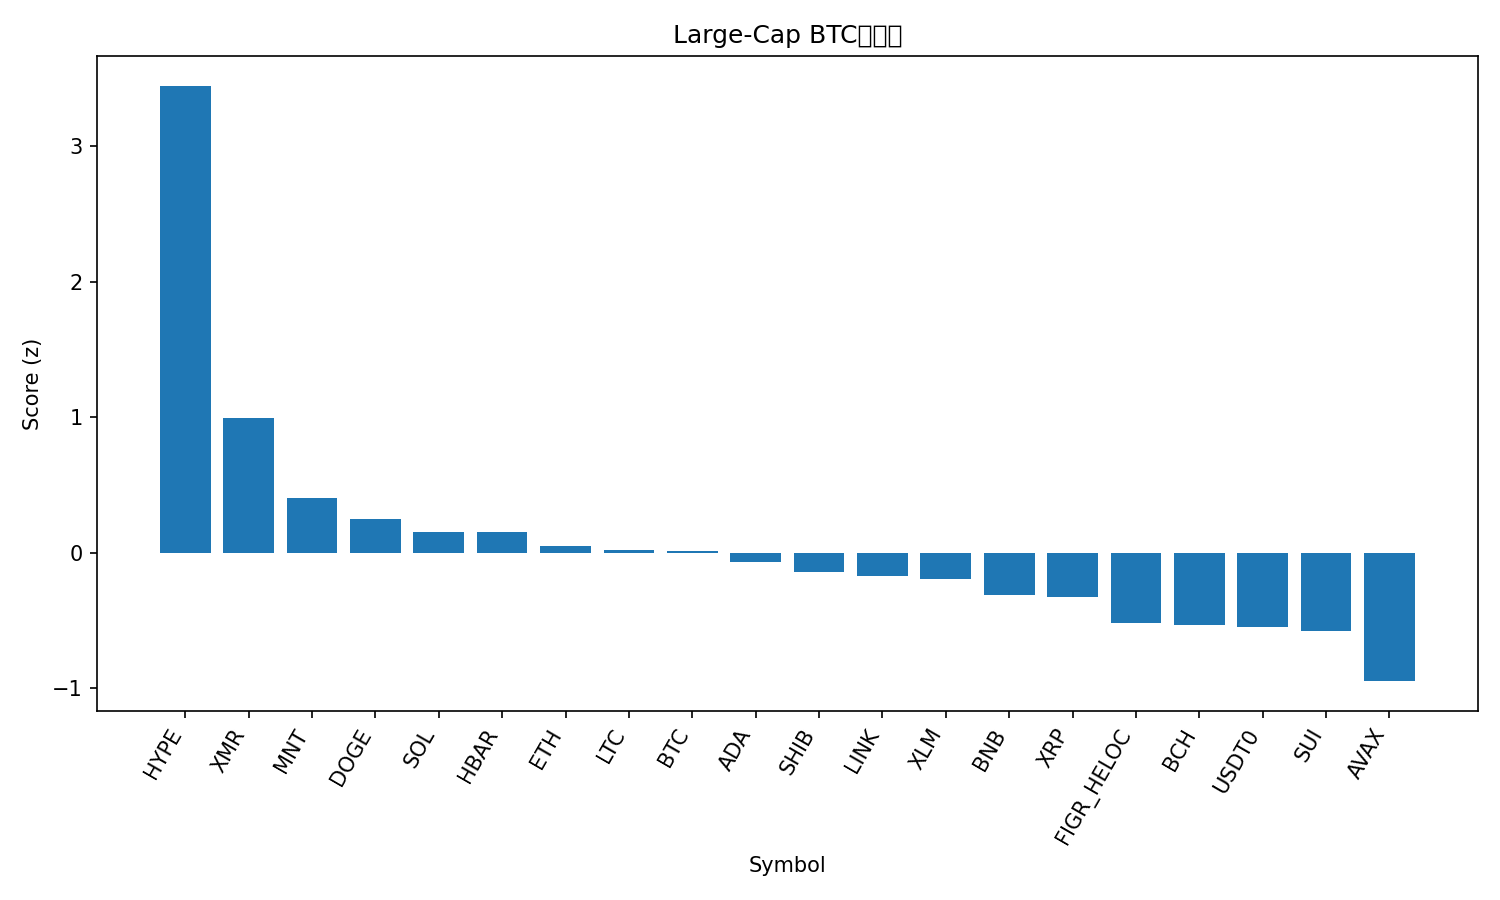 Large-Cap BTC
Score (z)
3
2
1
0
−1
HYPE
XMR
MNT
DOGE
SOL
HBAR
ETH
LTC
BTC
ADA
SHIB
LINK
XLM
BNB
XRP
FIGR_HELOC
BCH
USDT0
SUI
AVAX
Symbol